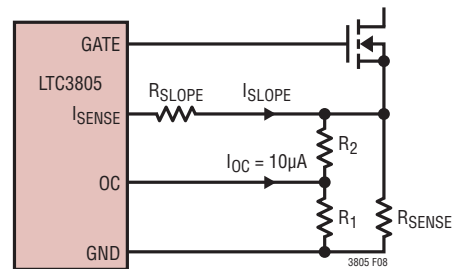 GATE
LTC3805
RSLOPE
ISLOPE
ISENSE
R2
IOC = 10µA
OC
R1
RSENSE
GND
3805 F08